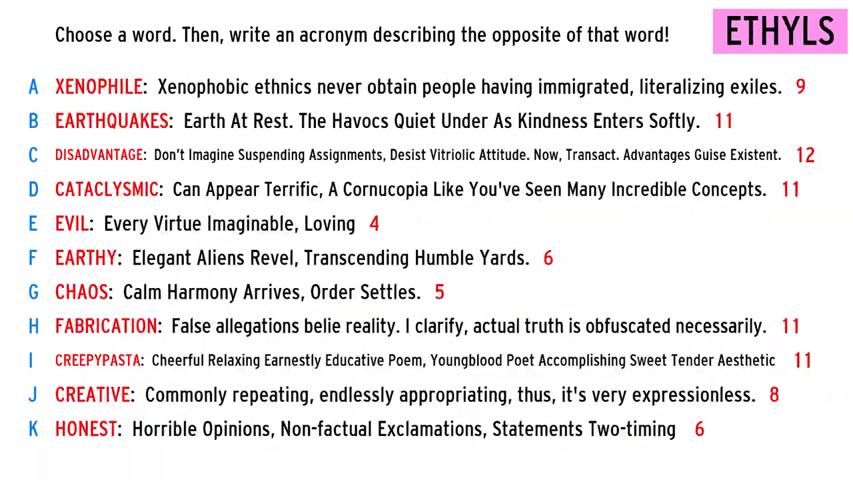 Choose a word. Then, write an acronym describing the opposite of that word! ETHYLS
A XENOPHILE: Xenophobic ethnics never obtain people having immigrated, literalizing exiles. 9
B EARTHQUAKES: Earth At Rest. The Havocs Quiet Under As Kindness Enters Softly. 11
C DISADVANTAGE: Don't Imagine Suspending Assignments, Desist Vitriolic Attitude. Now, Transact. Advantages Guise Existent. 12
D CATACLYSMIC: Can Appear Terrific, A Cornucopia Like You've Seen Many Incredible Concepts. 11
E EVIL: Every Virtue Imaginable, Loving 4
F EARTHY: Elegant Aliens Revel, Transcending Humble Yards. 6
G CHAOS: Calm Harmony Arrives, Order Settles. 5
H FABRICATION: False allegations belie reality. I clarify, actual truth is obfuscated necessarily. 11
I CREEPYPASTA: Cheerful Relaxing Earnestly Educative Poem, Youngblood Poet Accomplishing Sweet Tender Aesthetic 11
J CREATIVE: Commonly repeating, endlessly appropriating, thus, it's very expressionless. 8
K HONEST: Horrible Opinions, Non-factual Exclamations, Statements Two-timing 6